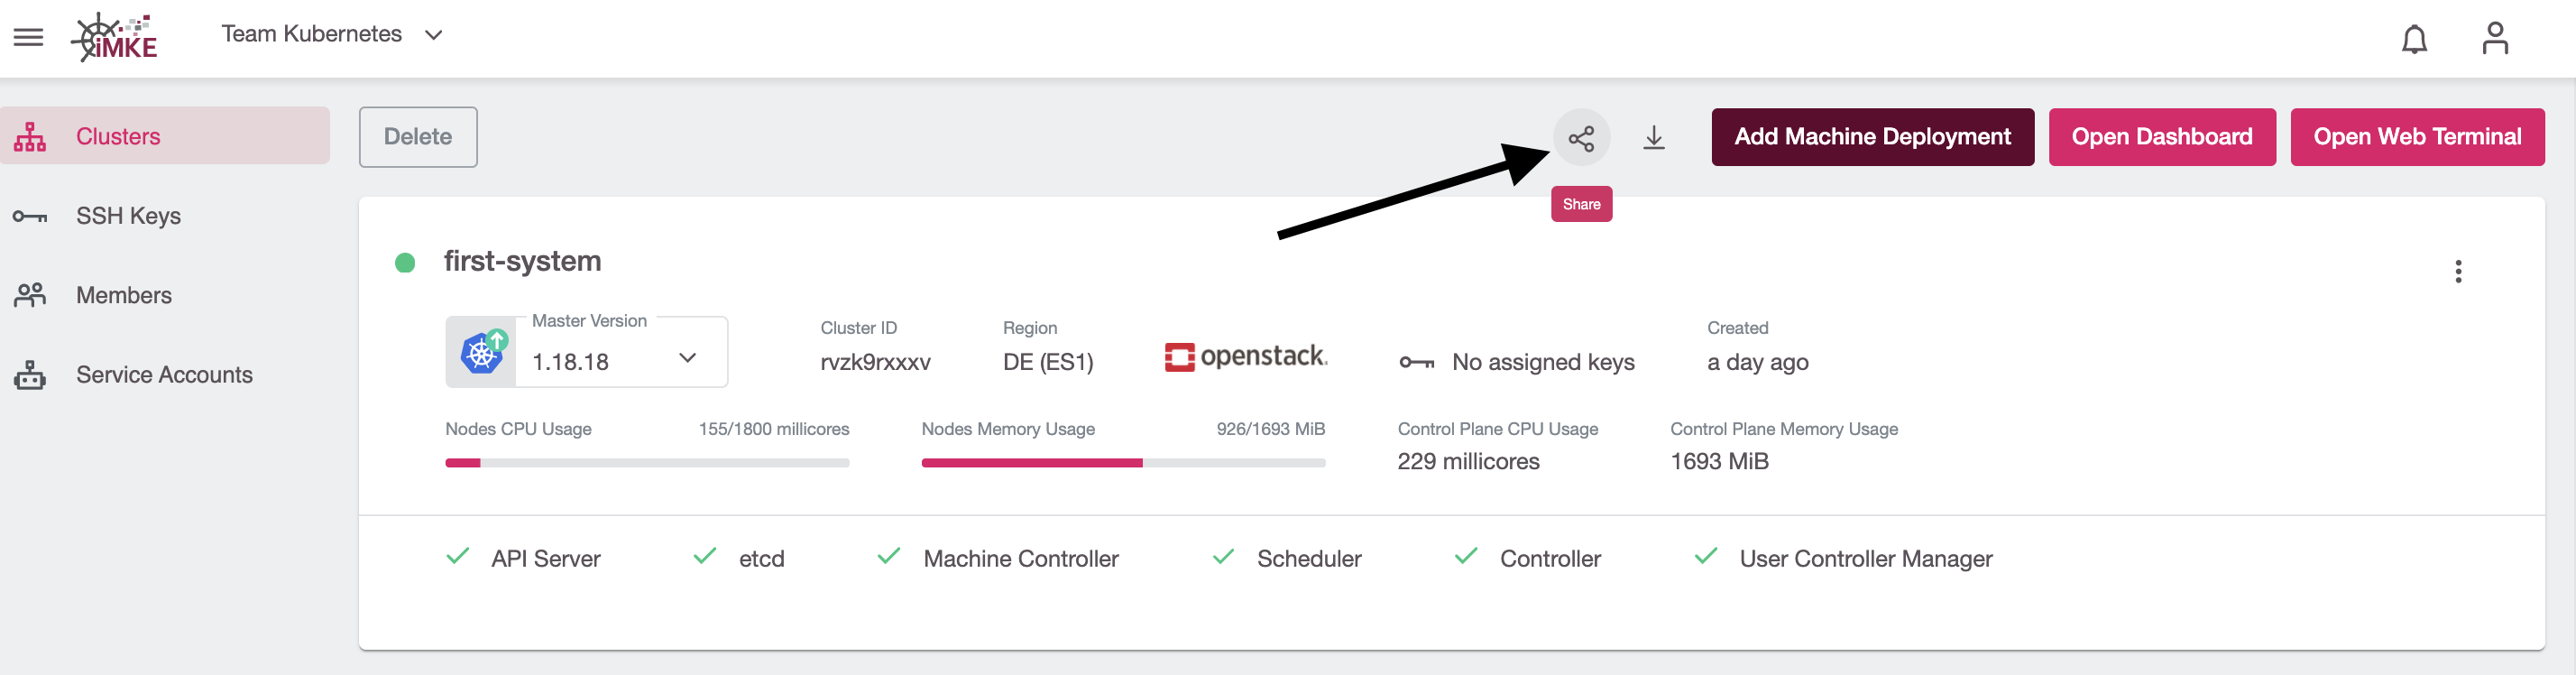 iMKE
Team Kubernetes
Clusters
SSH Keys
Members
Service Accounts
Delete
Add Machine Deployment
Open Dashboard
Open Web Terminal
Share
first-system
Master Version
1.18.18
Cluster ID
rvzk9rxxxv
Region
DE (ES1)
openstack.
No assigned keys
Created
a day ago
Nodes CPU Usage
155/1800 millicores
Nodes Memory Usage
926/1693 MiB
Control Plane CPU Usage
229 millicores
Control Plane Memory Usage
1693 MiB
API Server
etcd
Machine Controller
Scheduler
Controller
User Controller Manager